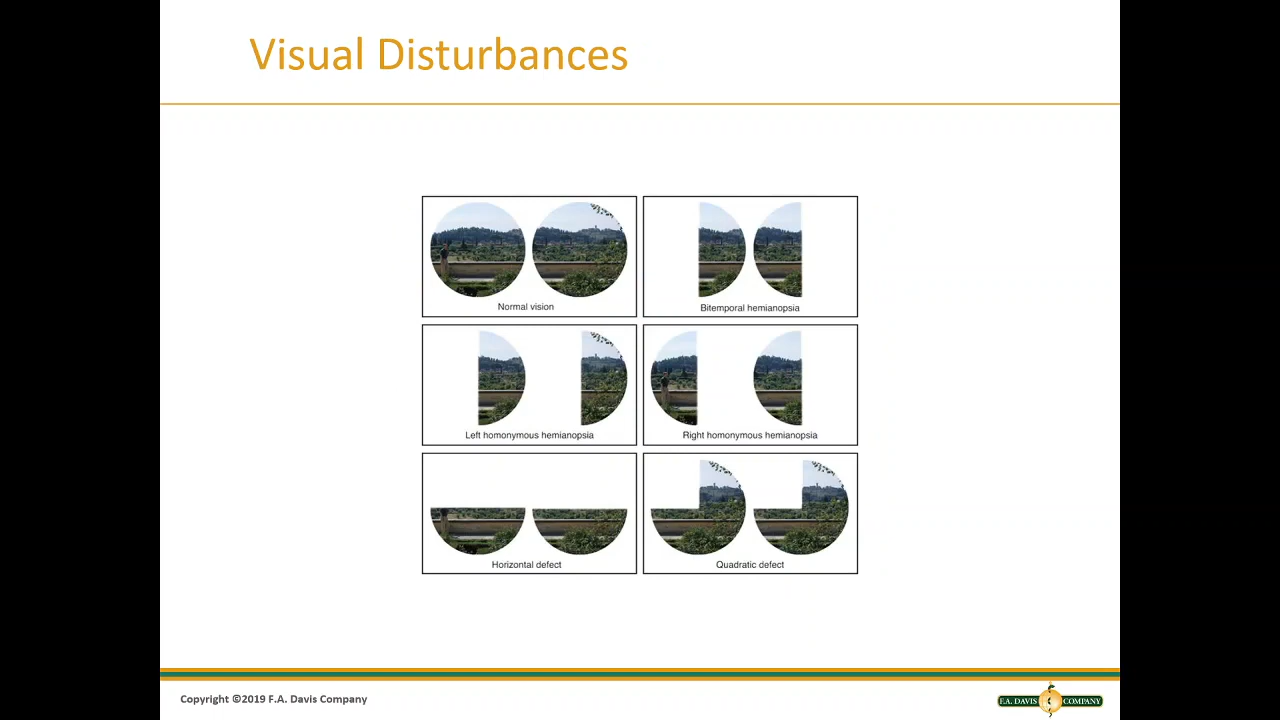 Visual Disturbances
Normal vision
Bitemporal hemianopsia
Left homonymous hemianopsia
Right homonymous hemianopsia
Horizontal defect
Quadratic defect
Copyright ©2019 F.A. Davis Company
F.A. DAVIS COMPANY